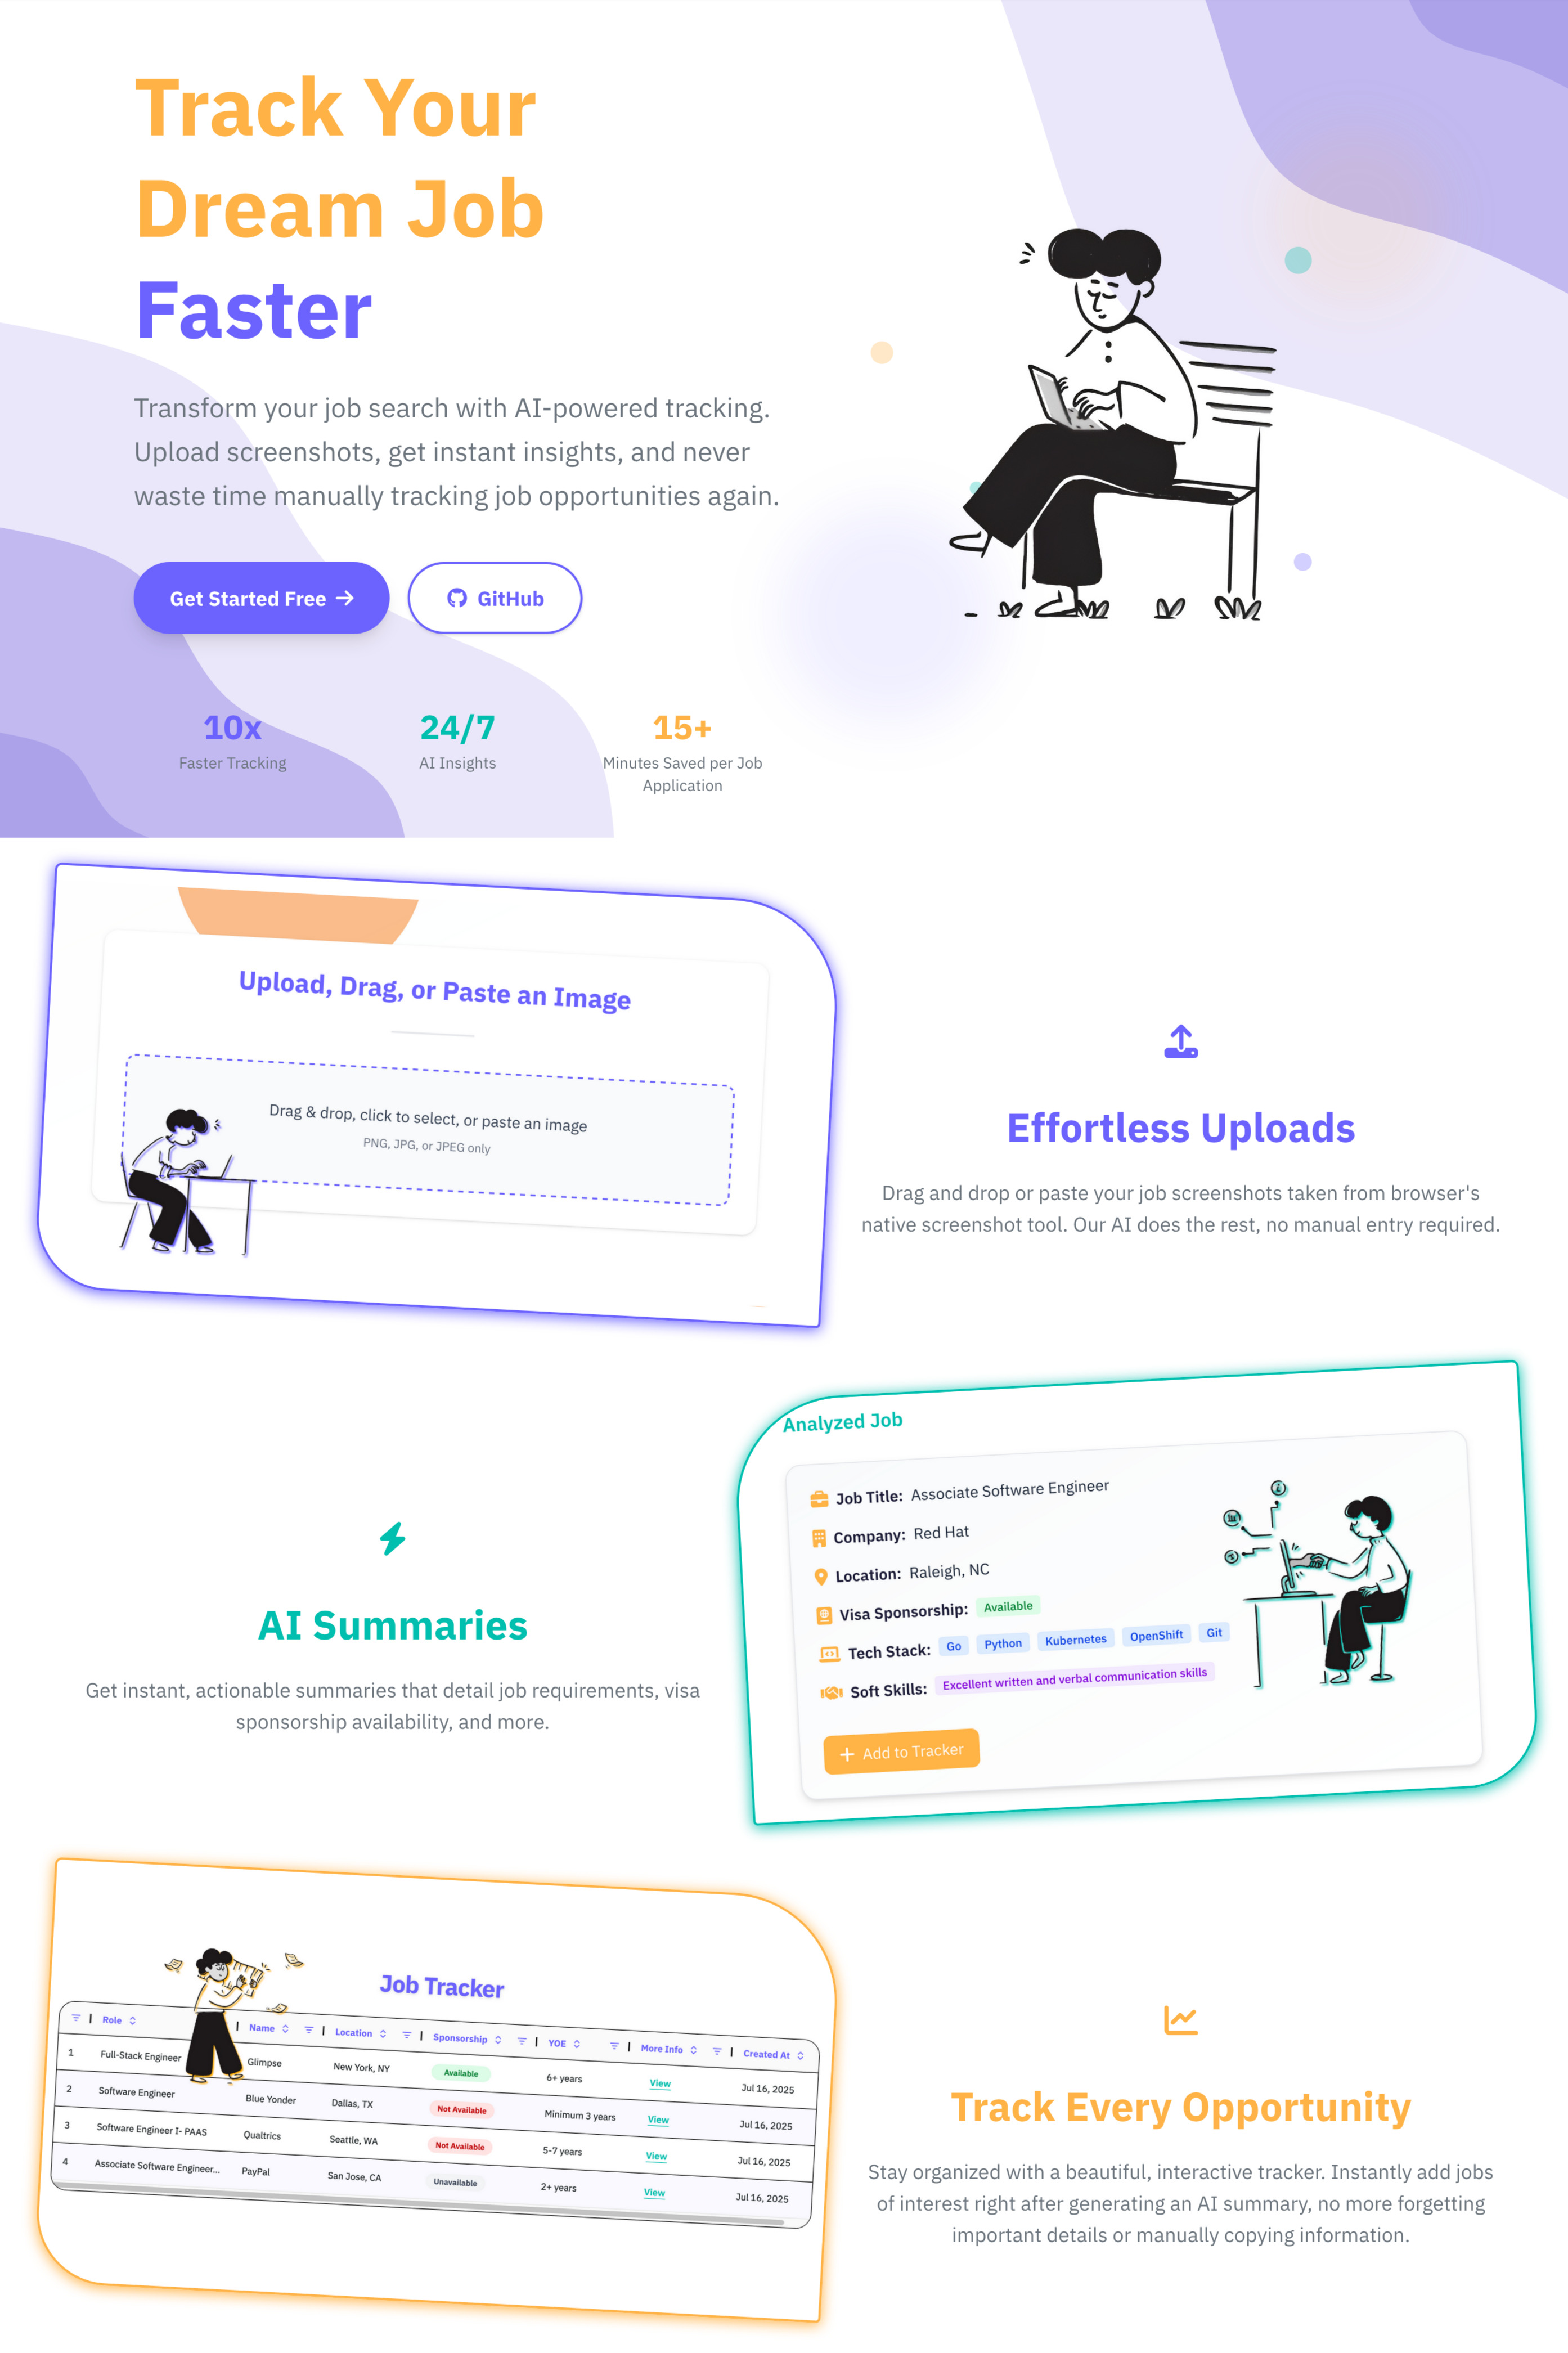 Track Your
Dream Job
Faster
Transform your job search with AI-powered tracking.
Upload screenshots, get instant insights, and never
waste time manually tracking job opportunities again.
Get Started Free
GitHub
10x
Faster Tracking
24/7
AI Insights
15+
Minutes Saved per Job
Application
Upload, Drag, or Paste an Image
Drag & drop, click to select, or paste an image
PNG, JPG, or JPEG only
Effortless Uploads
Drag and drop or paste your job screenshots taken from browser's
native screenshot tool. Our AI does the rest, no manual entry required.
AI Summaries
Get instant, actionable summaries that detail job requirements, visa
sponsorship availability, and more.
Analyzed Job
Job Title: Associate Software Engineer
Company: Red Hat
Location: Raleigh, NC
Visa Sponsorship: Available
Tech Stack: Go Python Kubernetes OpenShift Git
Soft Skills: Excellent written and verbal communication skills
Add to Tracker
Job Tracker
Role Name Location Sponsorship YOE More Info Created At
1 Full-Stack Engineer Glimpse New York, NY Available 6+ years View Jul 16, 2025
2 Software Engineer Blue Yonder Dallas, TX Not Available Minimum 3 years View Jul 16, 2025
3 Software Engineer I- PAAS Qualtrics Seattle, WA Not Available 5-7 years View Jul 16, 2025
4 Associate Software Engineer... PayPal San Jose, CA Unavailable 2+ years View Jul 16, 2025
Track Every Opportunity
Stay organized with a beautiful, interactive tracker. Instantly add jobs
of interest right after generating an AI summary, no more forgetting
important details or manually copying information.